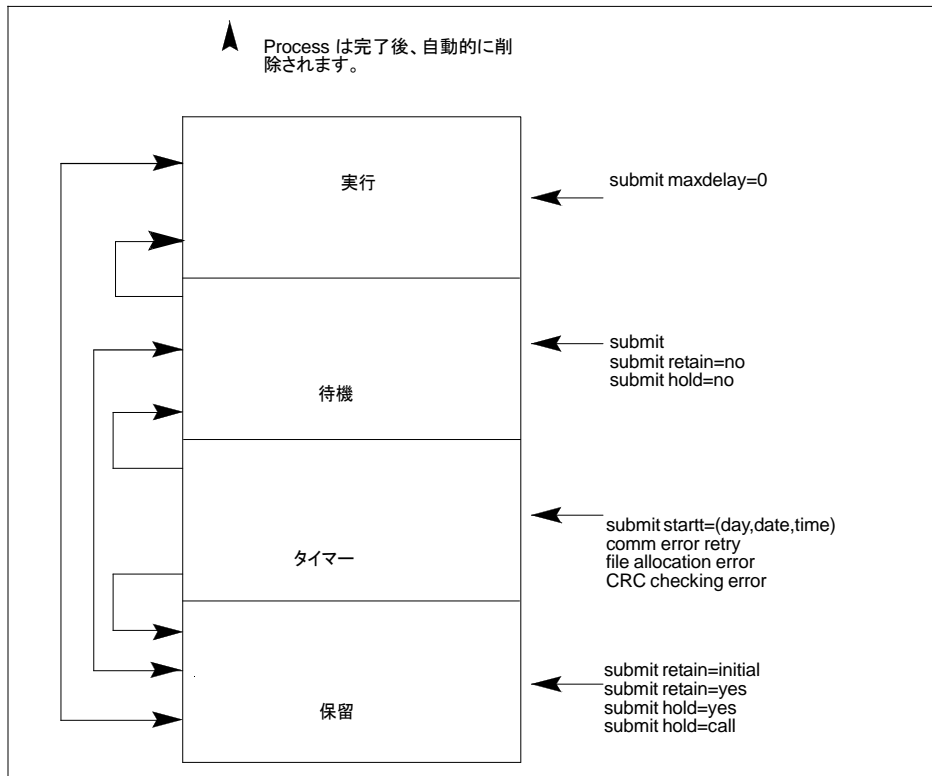 Process は完了後、自動的に削
除されます。
実行
submit maxdelay=0
submit
submit retain=no
submit hold=no
待機
submit startt=(day,date,time)
comm error retry
file allocation error
CRC checking error
タイマー
submit retain=initial
submit retain=yes
submit hold=yes
submit hold=call
保留